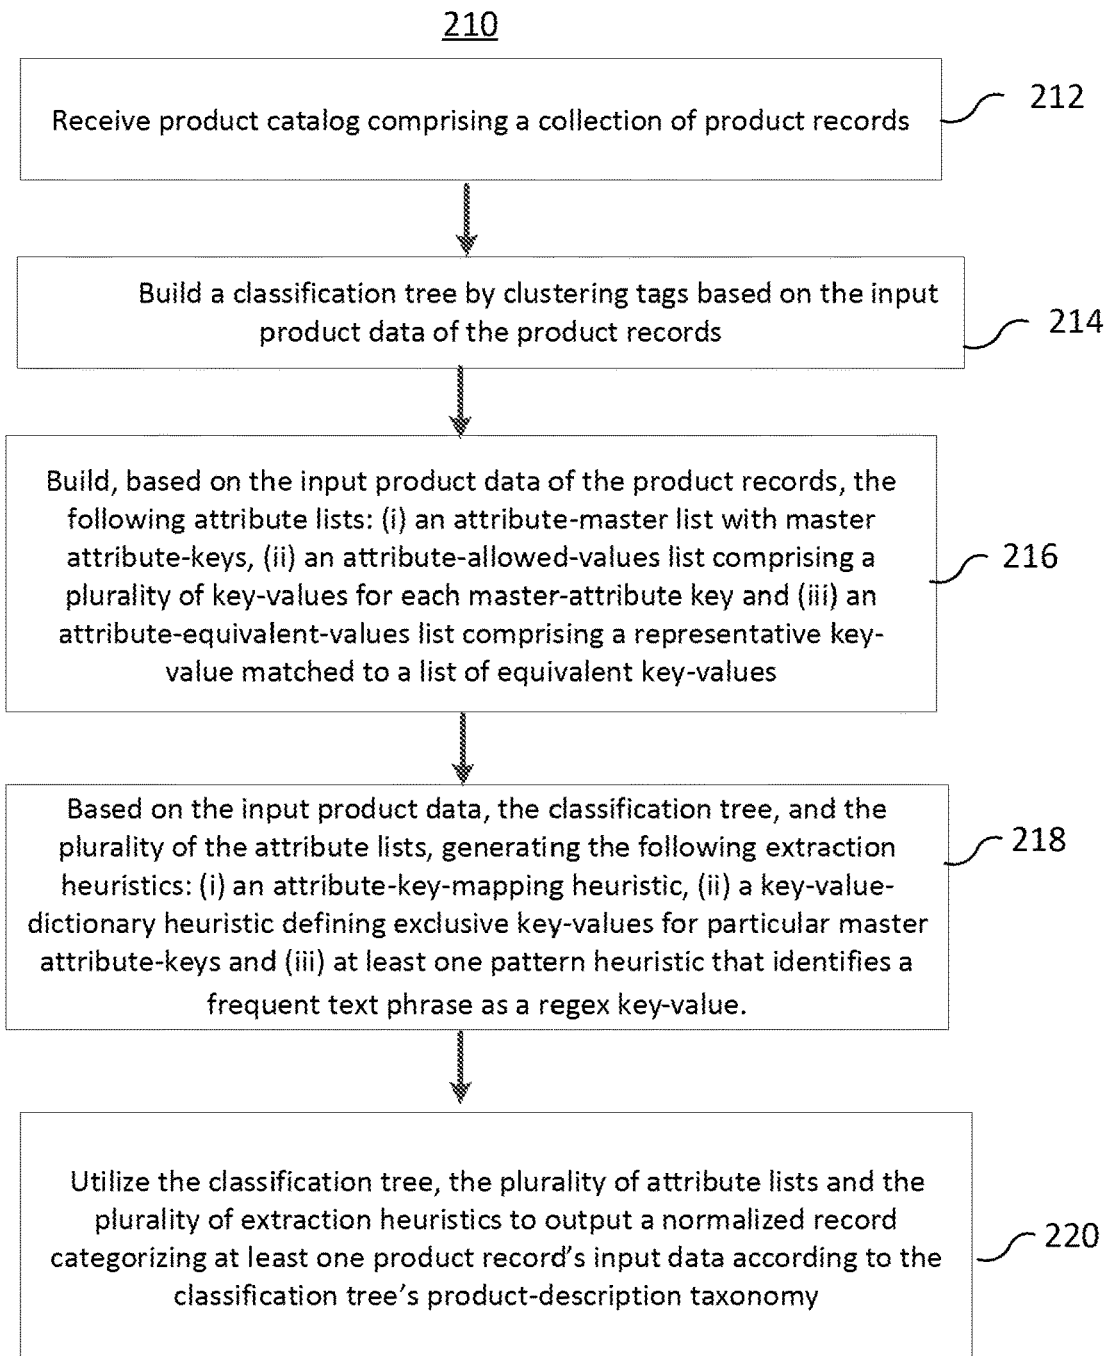 210
Receive product catalog comprising a collection of product records
212
Build a classification tree by clustering tags based on the input
product data of the product records
214
Build, based on the input product data of the product records, the
following attribute lists: (i) an attribute-master list with master
attribute-keys, (ii) an attribute-allowed-values list comprising a
plurality of key-values for each master-attribute key and (iii) an
attribute-equivalent-values list comprising a representative key-
value matched to a list of equivalent key-values
216
Based on the input product data, the classification tree, and the
plurality of the attribute lists, generating the following extraction
heuristics: (i) an attribute-key-mapping heuristic, (ii) a key-value-
dictionary heuristic defining exclusive key-values for particular master
attribute-keys and (iii) at least one pattern heuristic that identifies a
frequent text phrase as a regex key-value.
218
Utilize the classification tree, the plurality of attribute lists and the
plurality of extraction heuristics to output a normalized record
categorizing at least one product record's input data according to the
classification tree's product-description taxonomy
220